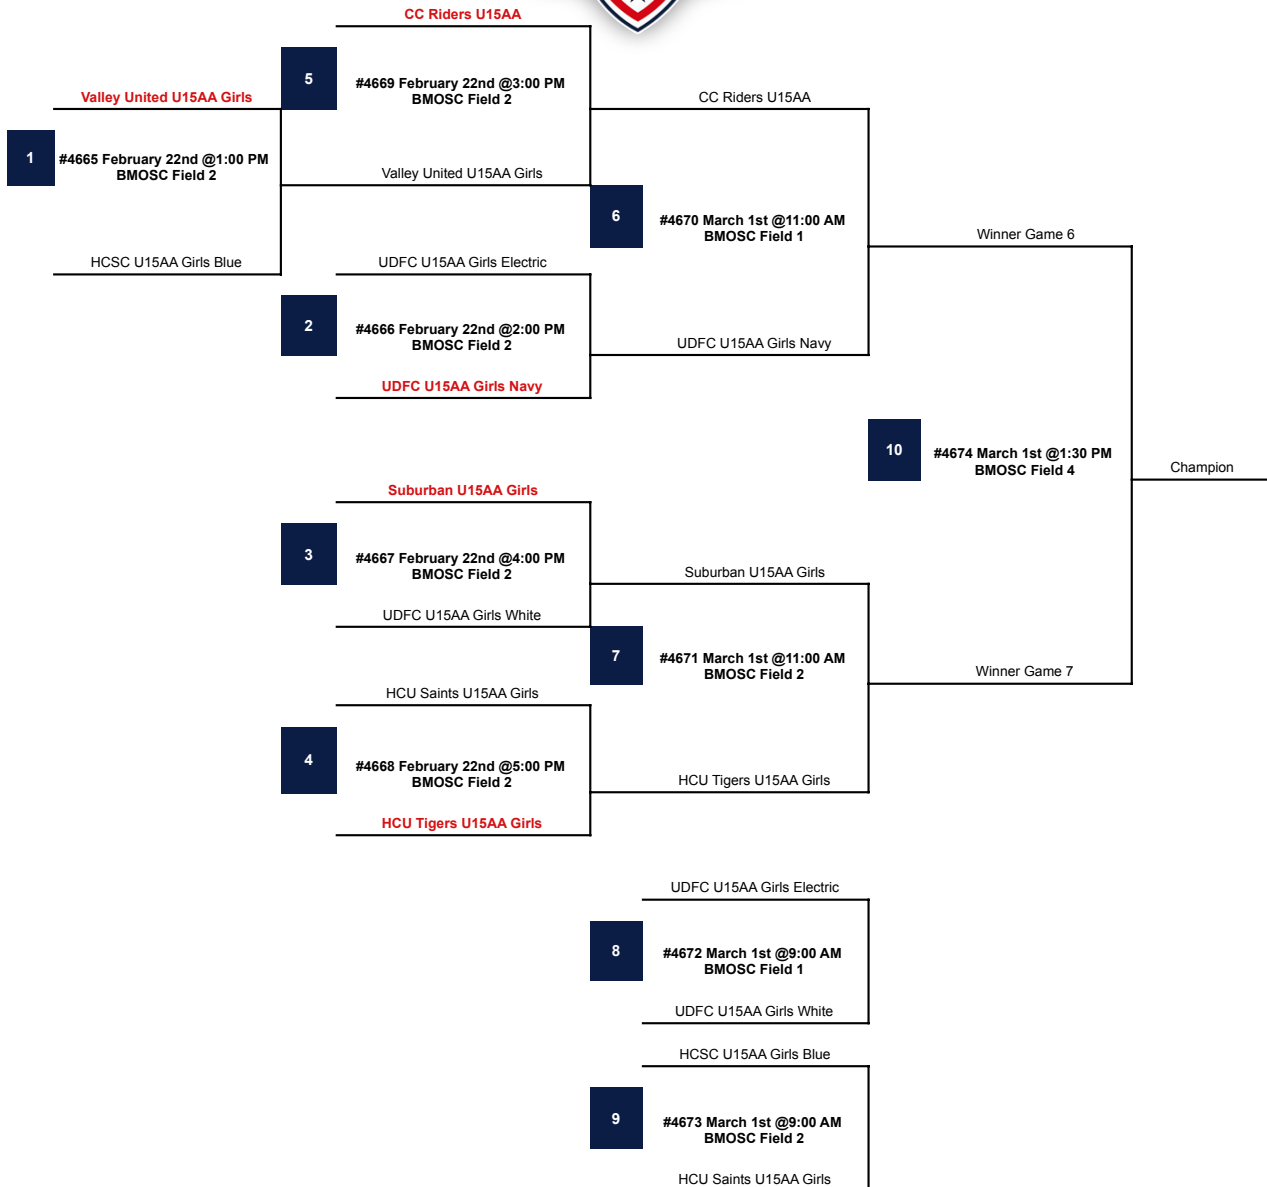 CC Riders U15AA
5
#4669 February 22nd @3:00 PM
BMOSC Field 2
Valley United U15AA Girls
CC Riders U15AA
1
#4665 February 22nd @1:00 PM
BMOSC Field 2
Valley United U15AA Girls
6
#4670 March 1st @11:00 AM
BMOSC Field 1
Winner Game 6
HCSC U15AA Girls Blue
UDFC U15AA Girls Electric
2
#4666 February 22nd @2:00 PM
BMOSC Field 2
UDFC U15AA Girls Navy
UDFC U15AA Girls Navy
10
#4674 March 1st @1:30 PM
BMOSC Field 4
Champion
Suburban U15AA Girls
3
#4667 February 22nd @4:00 PM
BMOSC Field 2
Suburban U15AA Girls
UDFC U15AA Girls White
7
#4671 March 1st @11:00 AM
BMOSC Field 2
Winner Game 7
HCU Saints U15AA Girls
4
#4668 February 22nd @5:00 PM
BMOSC Field 2
HCU Tigers U15AA Girls
HCU Tigers U15AA Girls
UDFC U15AA Girls Electric
8
#4672 March 1st @9:00 AM
BMOSC Field 1
UDFC U15AA Girls White
HCSC U15AA Girls Blue
9
#4673 March 1st @9:00 AM
BMOSC Field 2
HCU Saints U15AA Girls